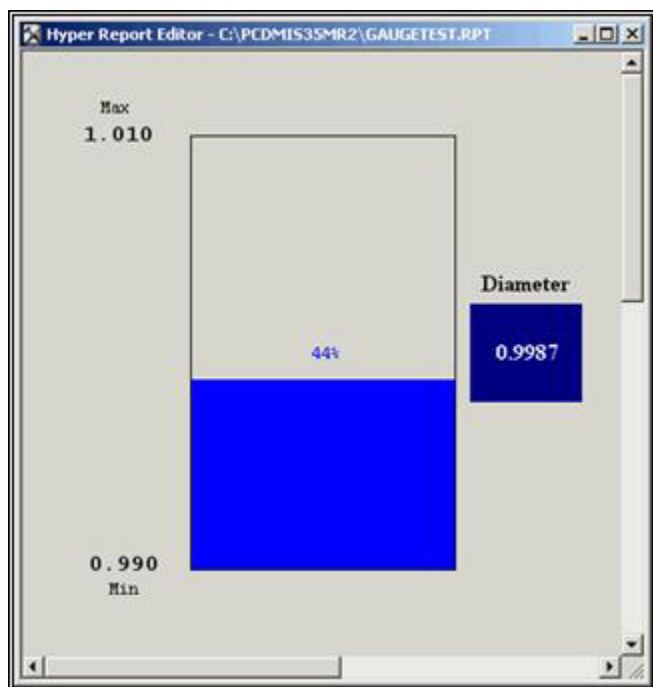 Hyper Report Editor - C:\PCDMIS35MR2\GAUGETEST.RPT
Max
1.010
Diameter
0.9987
44%
0.990
Min